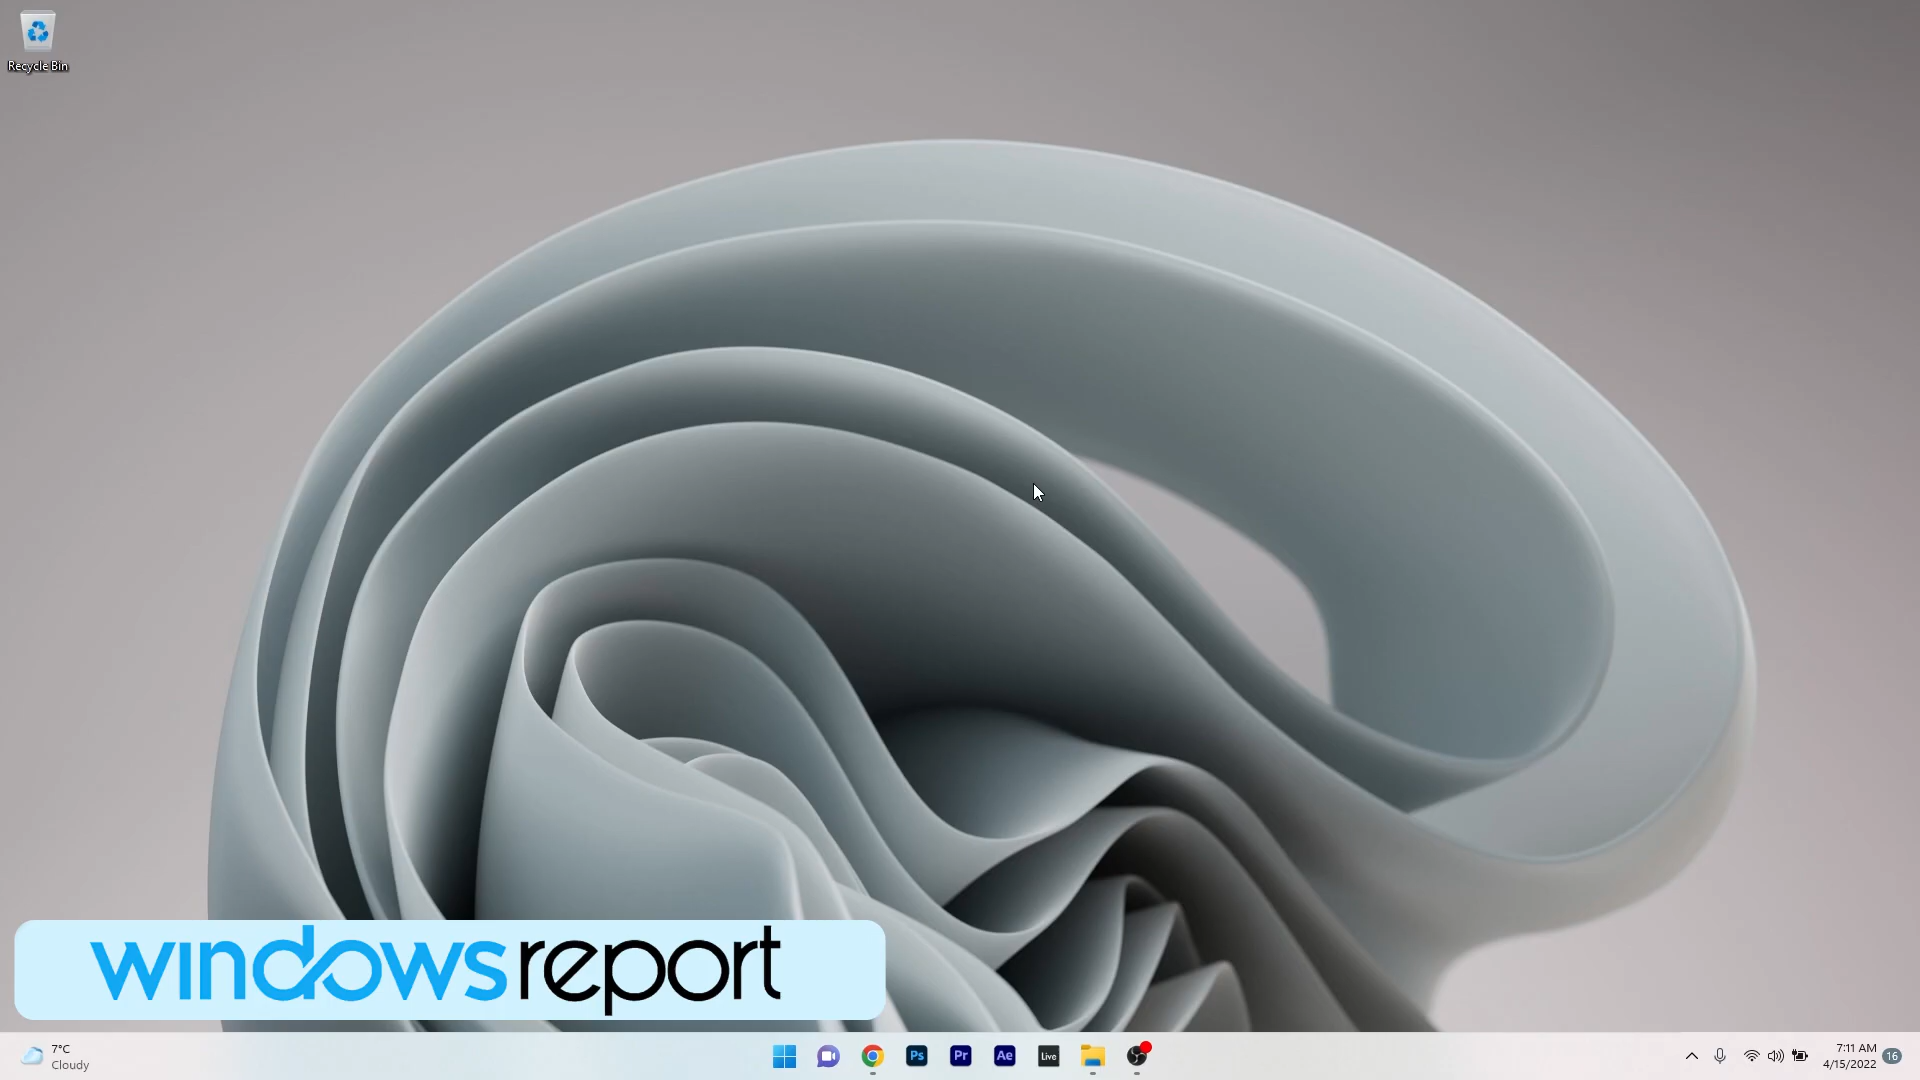 Recycle Bin
windowsreport
7°C
Cloudy
Ps
Pr
Ae
Live
7:11 AM
4/15/2022
16